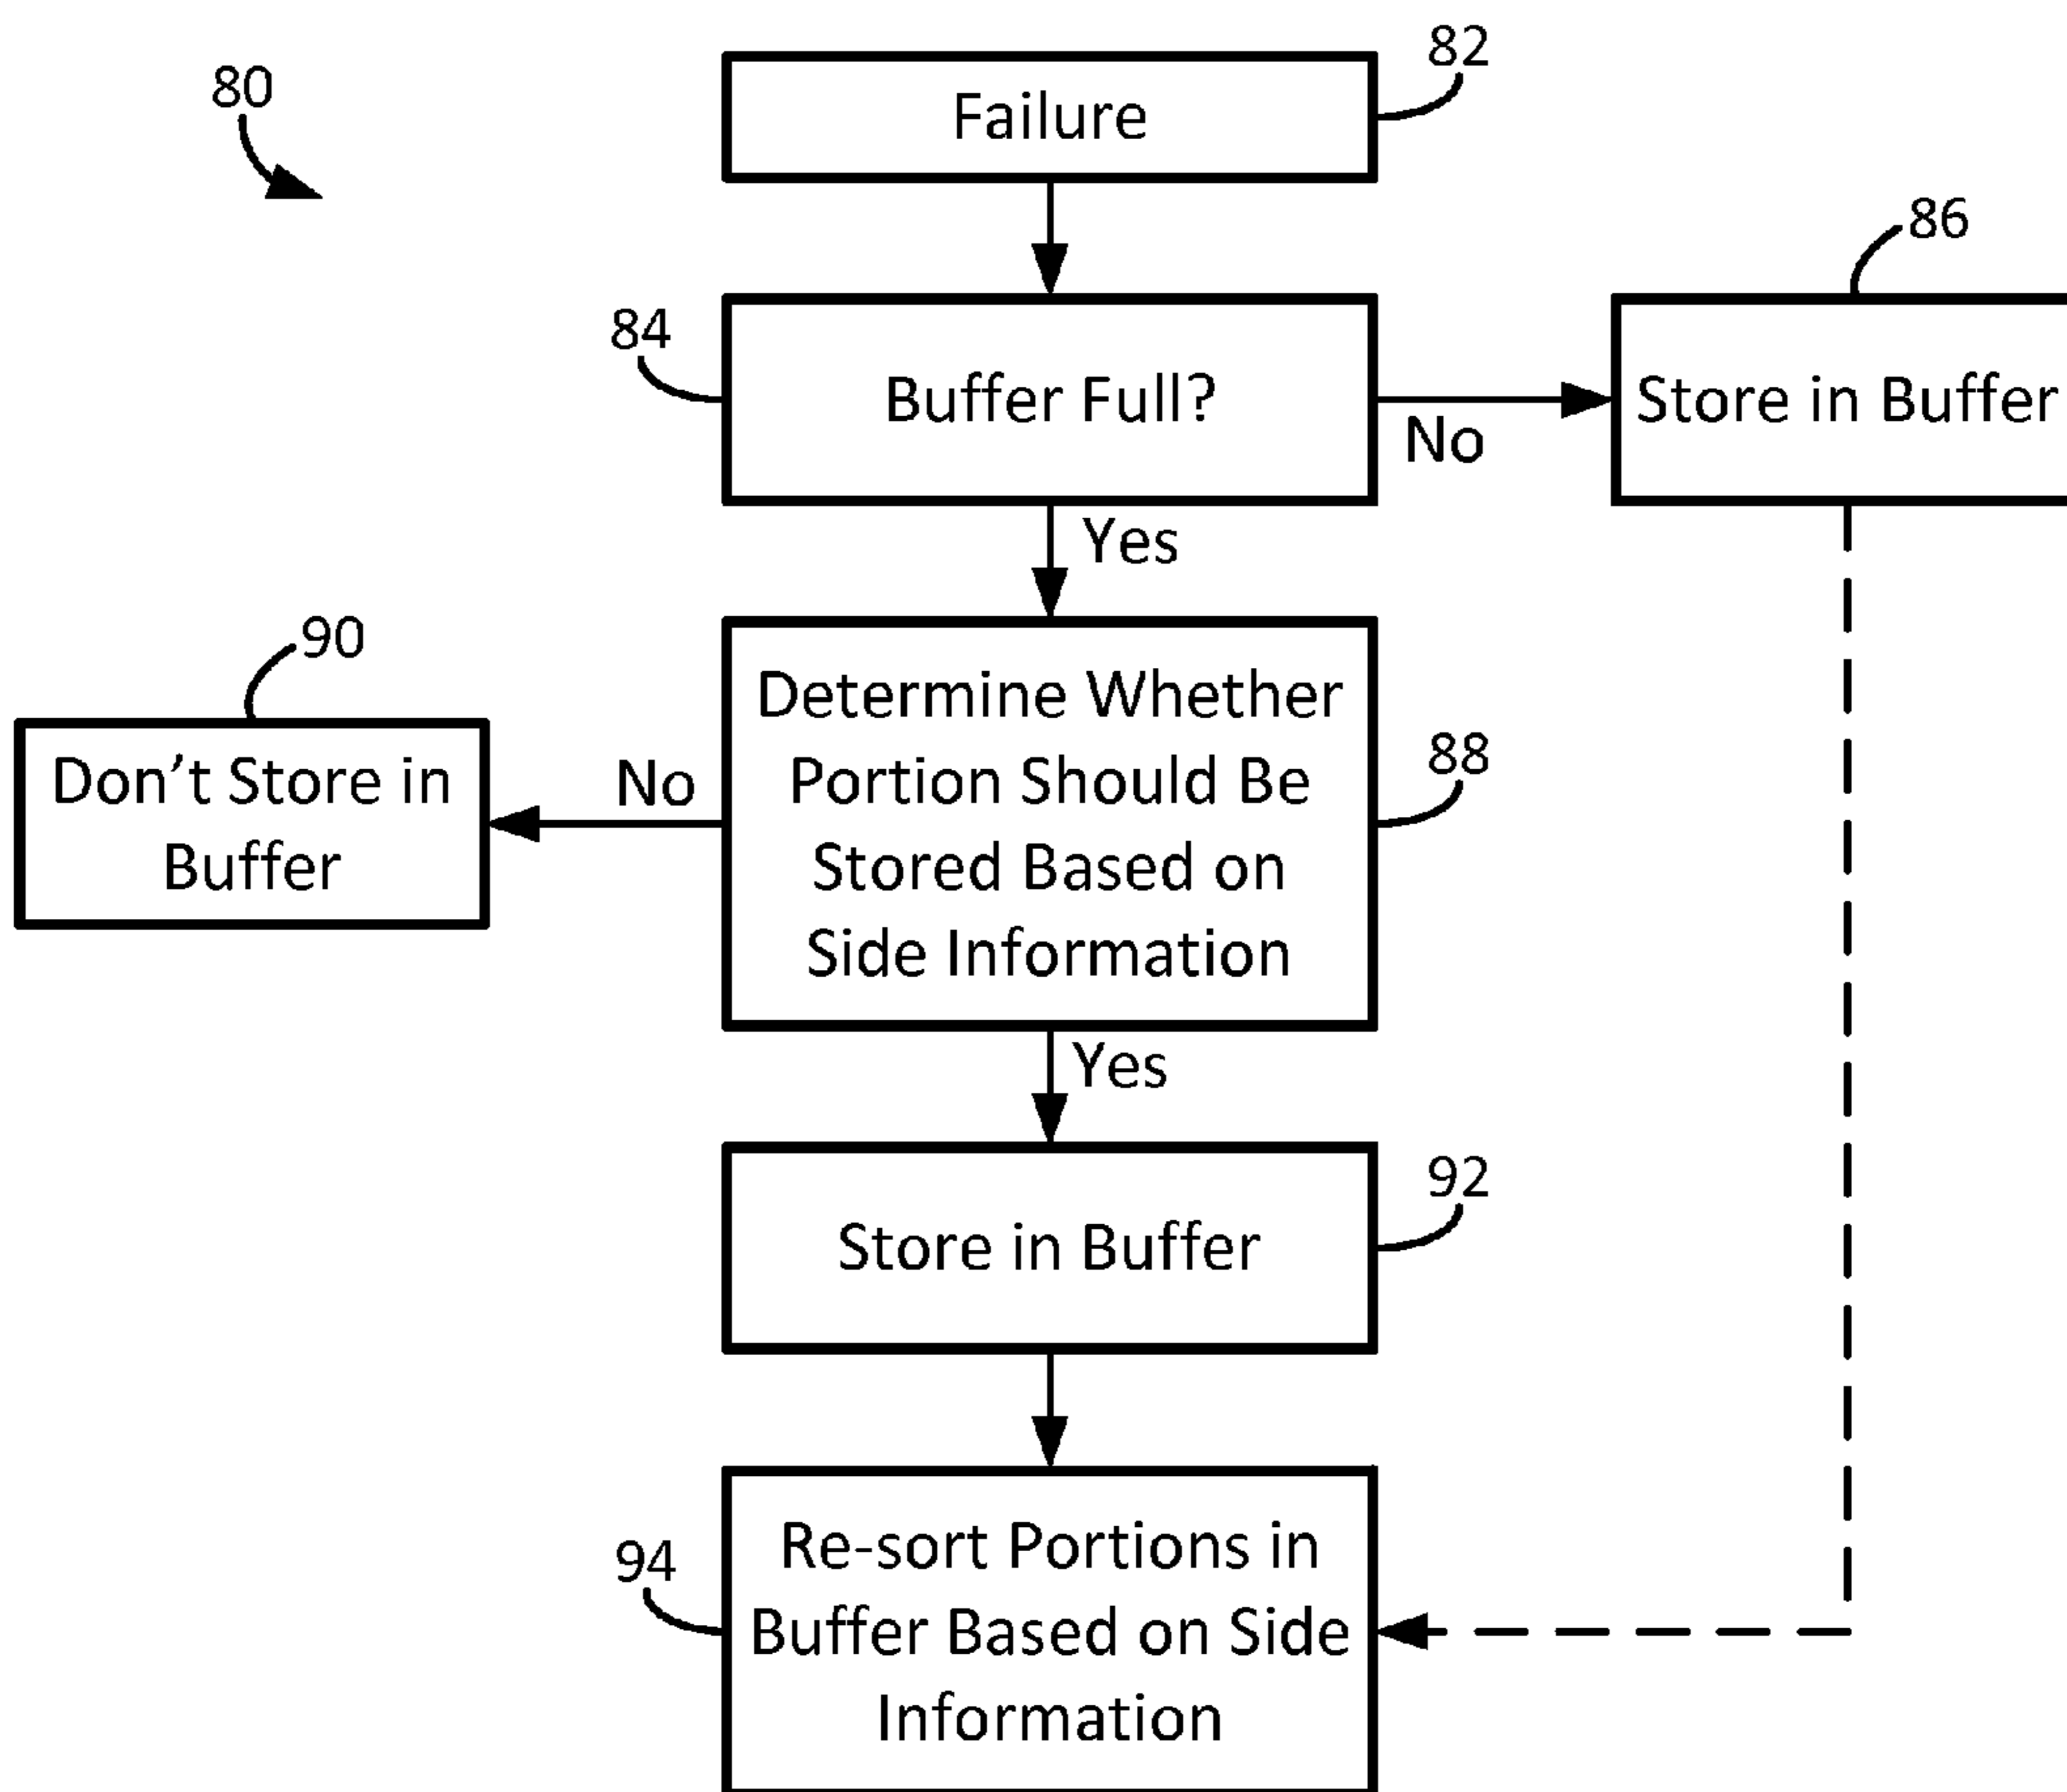 80
82
Failure
86
84
Buffer Full?
No
Store in Buffer
Yes
90
Determine Whether
Portion Should Be
Stored Based on
Side Information
88
No
Don't Store in
Buffer
Yes
92
Store in Buffer
94
Re-sort Portions in
Buffer Based on Side
Information